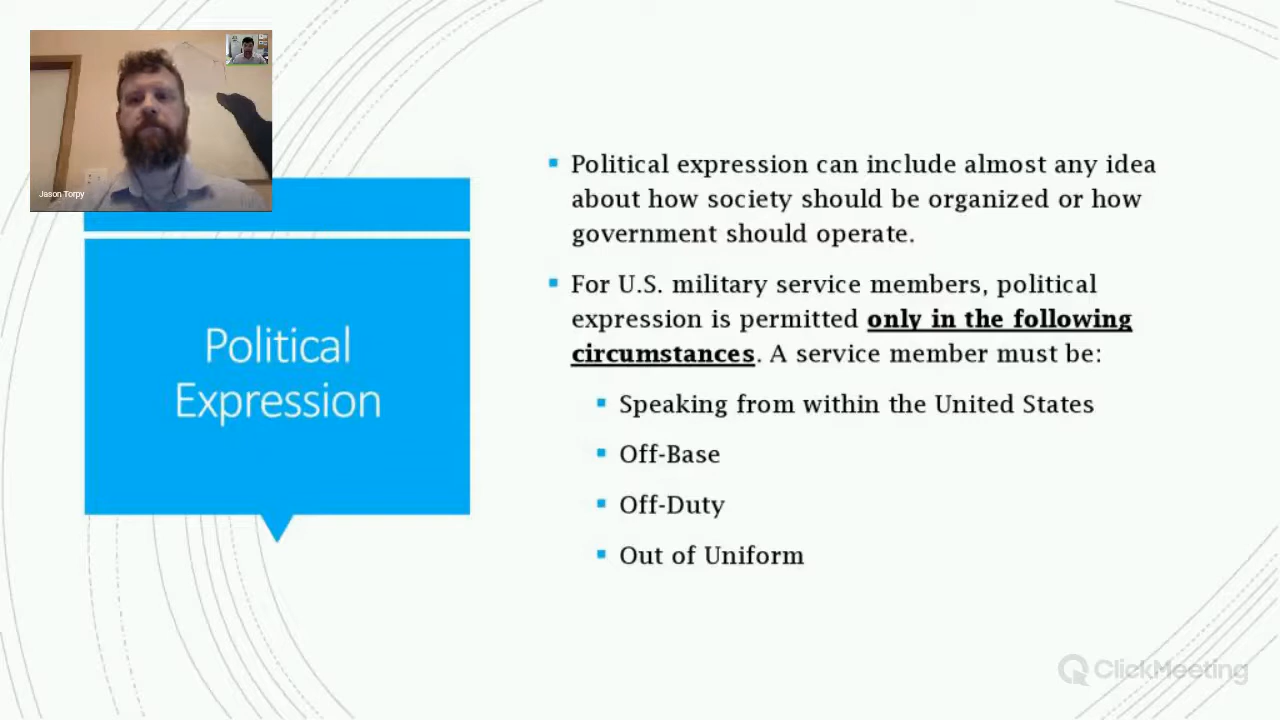 Jason Torpy
Political
Expression
Political expression can include almost any idea
about how society should be organized or how
government should operate.
For U.S. military service members, political
expression is permitted only in the following
circumstances. A service member must be:
Speaking from within the United States
Off-Base
Off-Duty
Out of Uniform
ClickMeeting